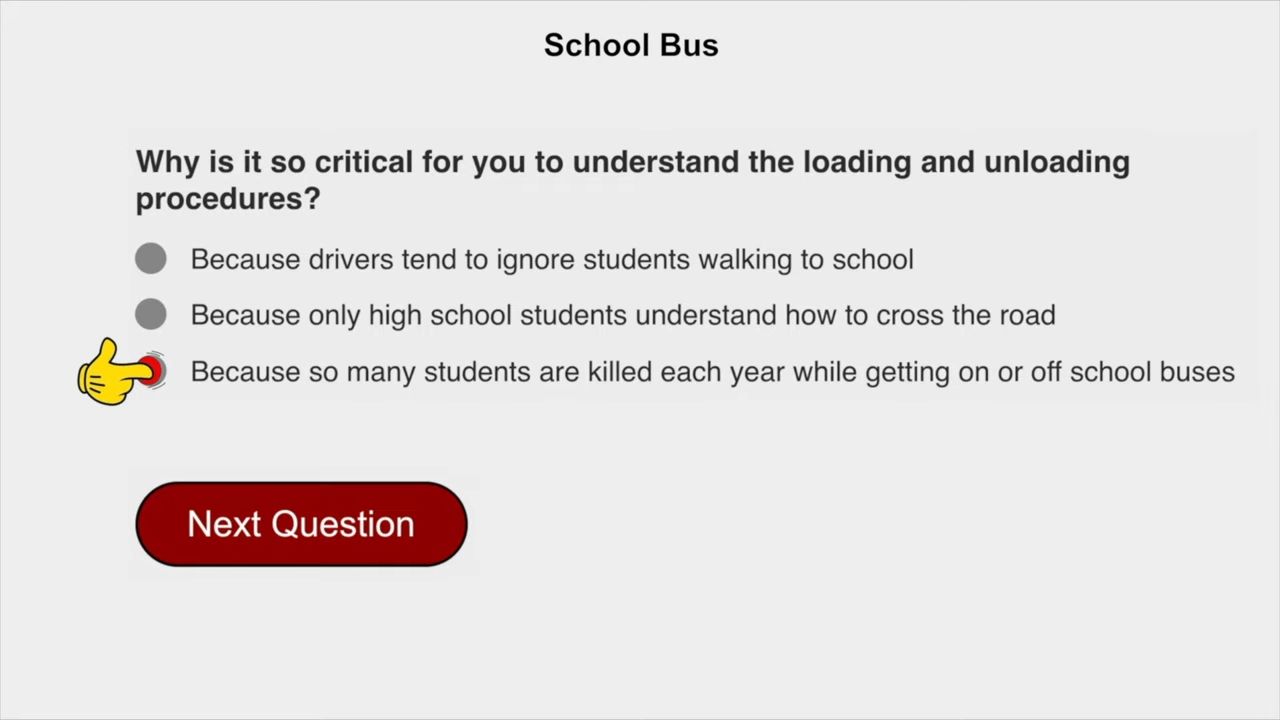 School Bus
Why is it so critical for you to understand the loading and unloading
procedures?
Because drivers tend to ignore students walking to school
Because only high school students understand how to cross the road
Because so many students are killed each year while getting on or off school buses
Next Question